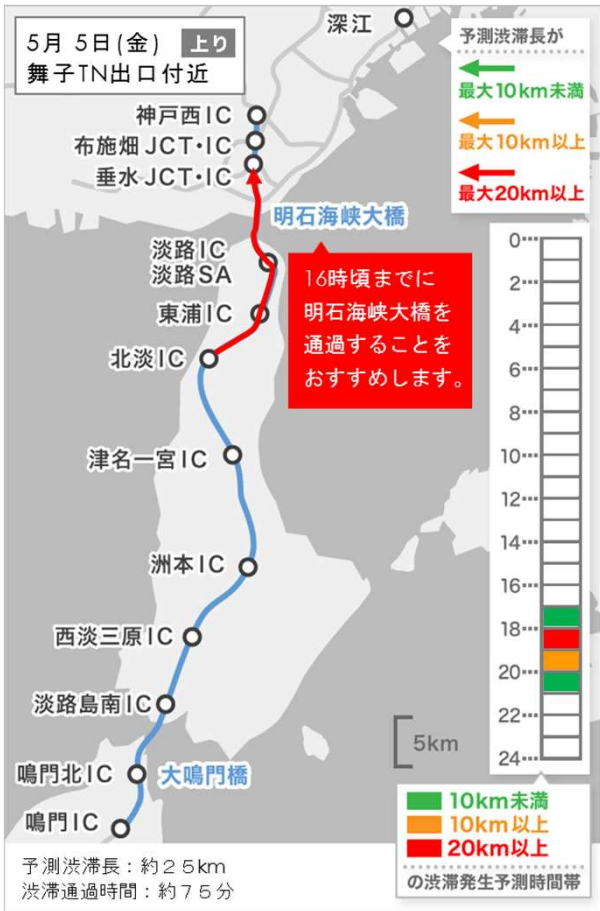 5月 5日(金) 上り
舞子TN出口付近
深江
神戸西IC
布施畑 JCT・IC
垂水JCT・IC
明石海峡大橋
淡路IC
淡路SA
東浦IC
北淡IC
津名一宮IC
洲本IC
西淡三原IC
淡路島南IC
鳴門北IC
大鳴門橋
鳴門IC
予測渋滞長：約25km
渋滞通過時間：約75分
16時頃までに
明石海峡大橋を
通過することを
おすすめします。
予測渋滞長が
最大10km未満
最大10km以上
最大20km以上
0
2
4
6
8
10
12
14
16
18
20
22
24
5km
10km未満
10km以上
20km以上
の渋滞発生予測時間帯